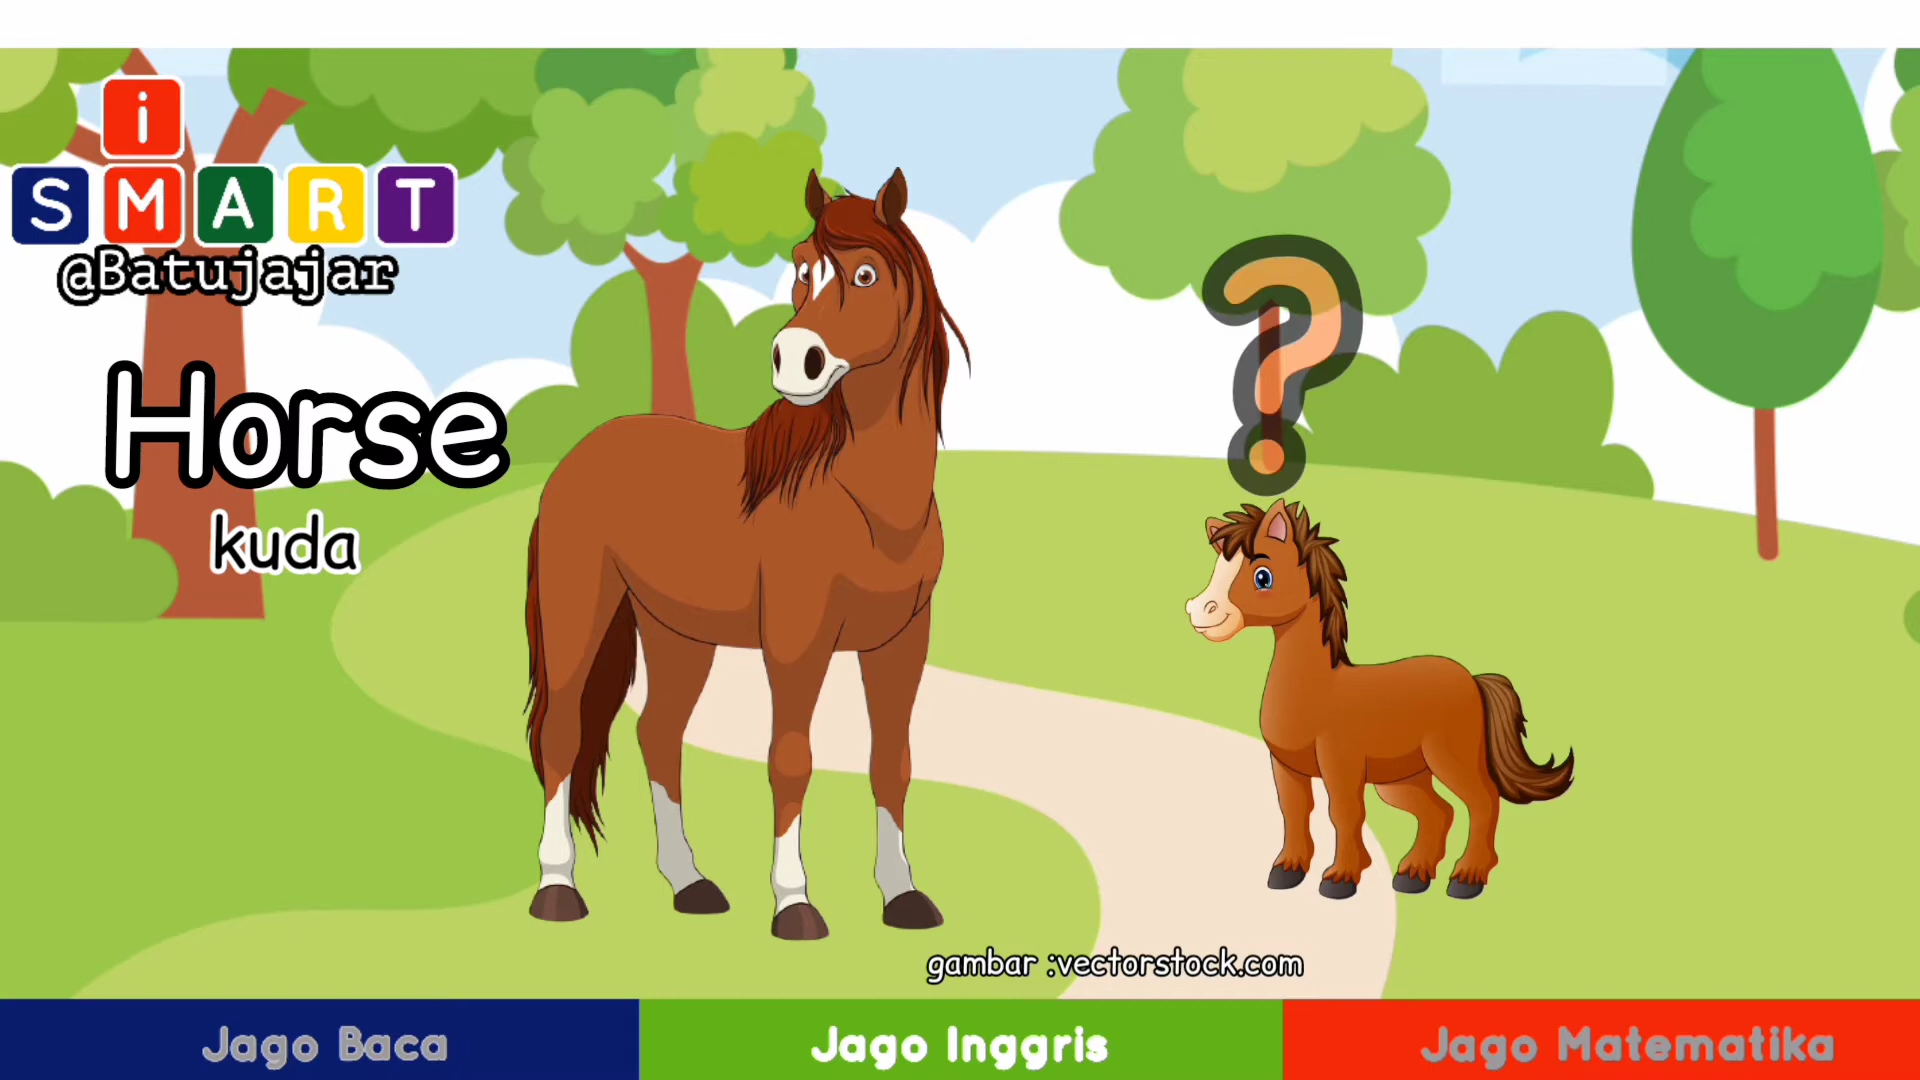 i
SMART
@Batujajar
Horse
kuda
?
gambar :vectorstock.com
Jago Baca
Jago Inggris
Jago Matematika